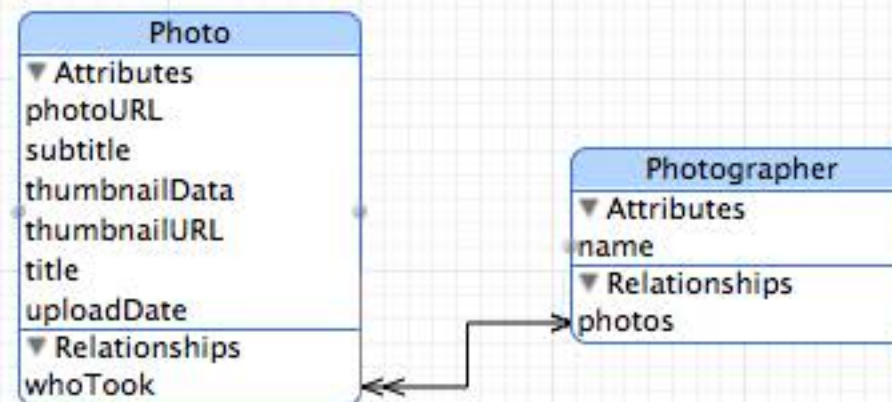 Photo
Attributes
photoURL
subtitle
thumbnailData
thumbnailURL
title
uploadDate
Relationships
whoTook
Photographer
Attributes
name
Relationships
photos